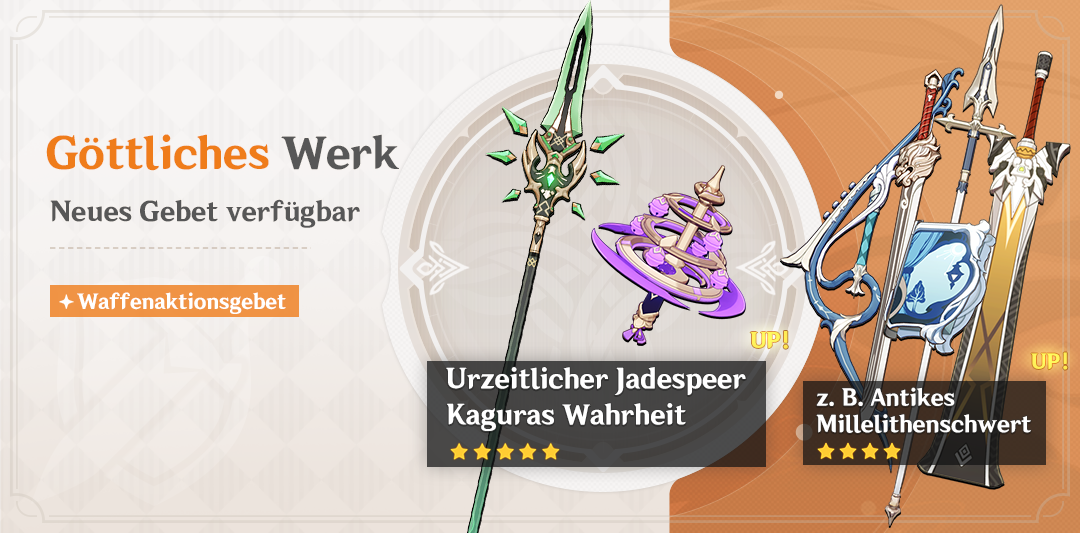 Göttliches Werk
Neues Gebet verfügbar
Waffenaktionsgebet
UP!
Urzeitlicher Jadespeer
Kaguras Wahrheit
UP!
z. B. Antikes
Millelithenschwert